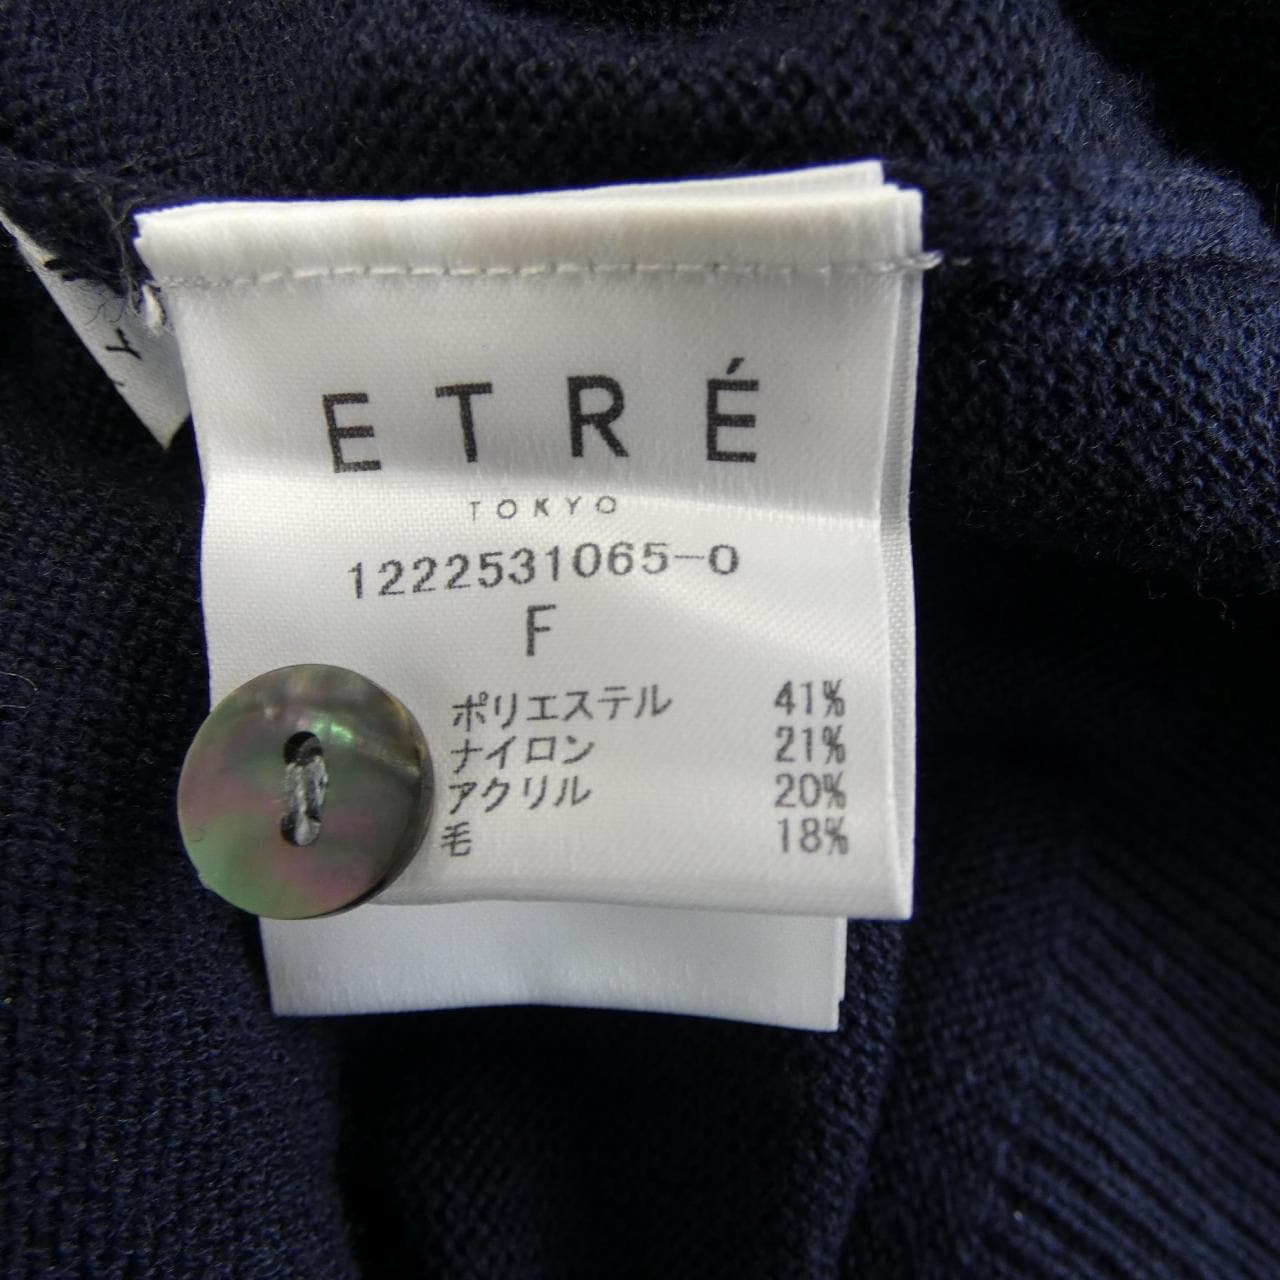 ETRÉ
TOKYO
1222531065-0
F
ポリエステル 41%
ナイロン 21%
アクリル 20%
毛 18%